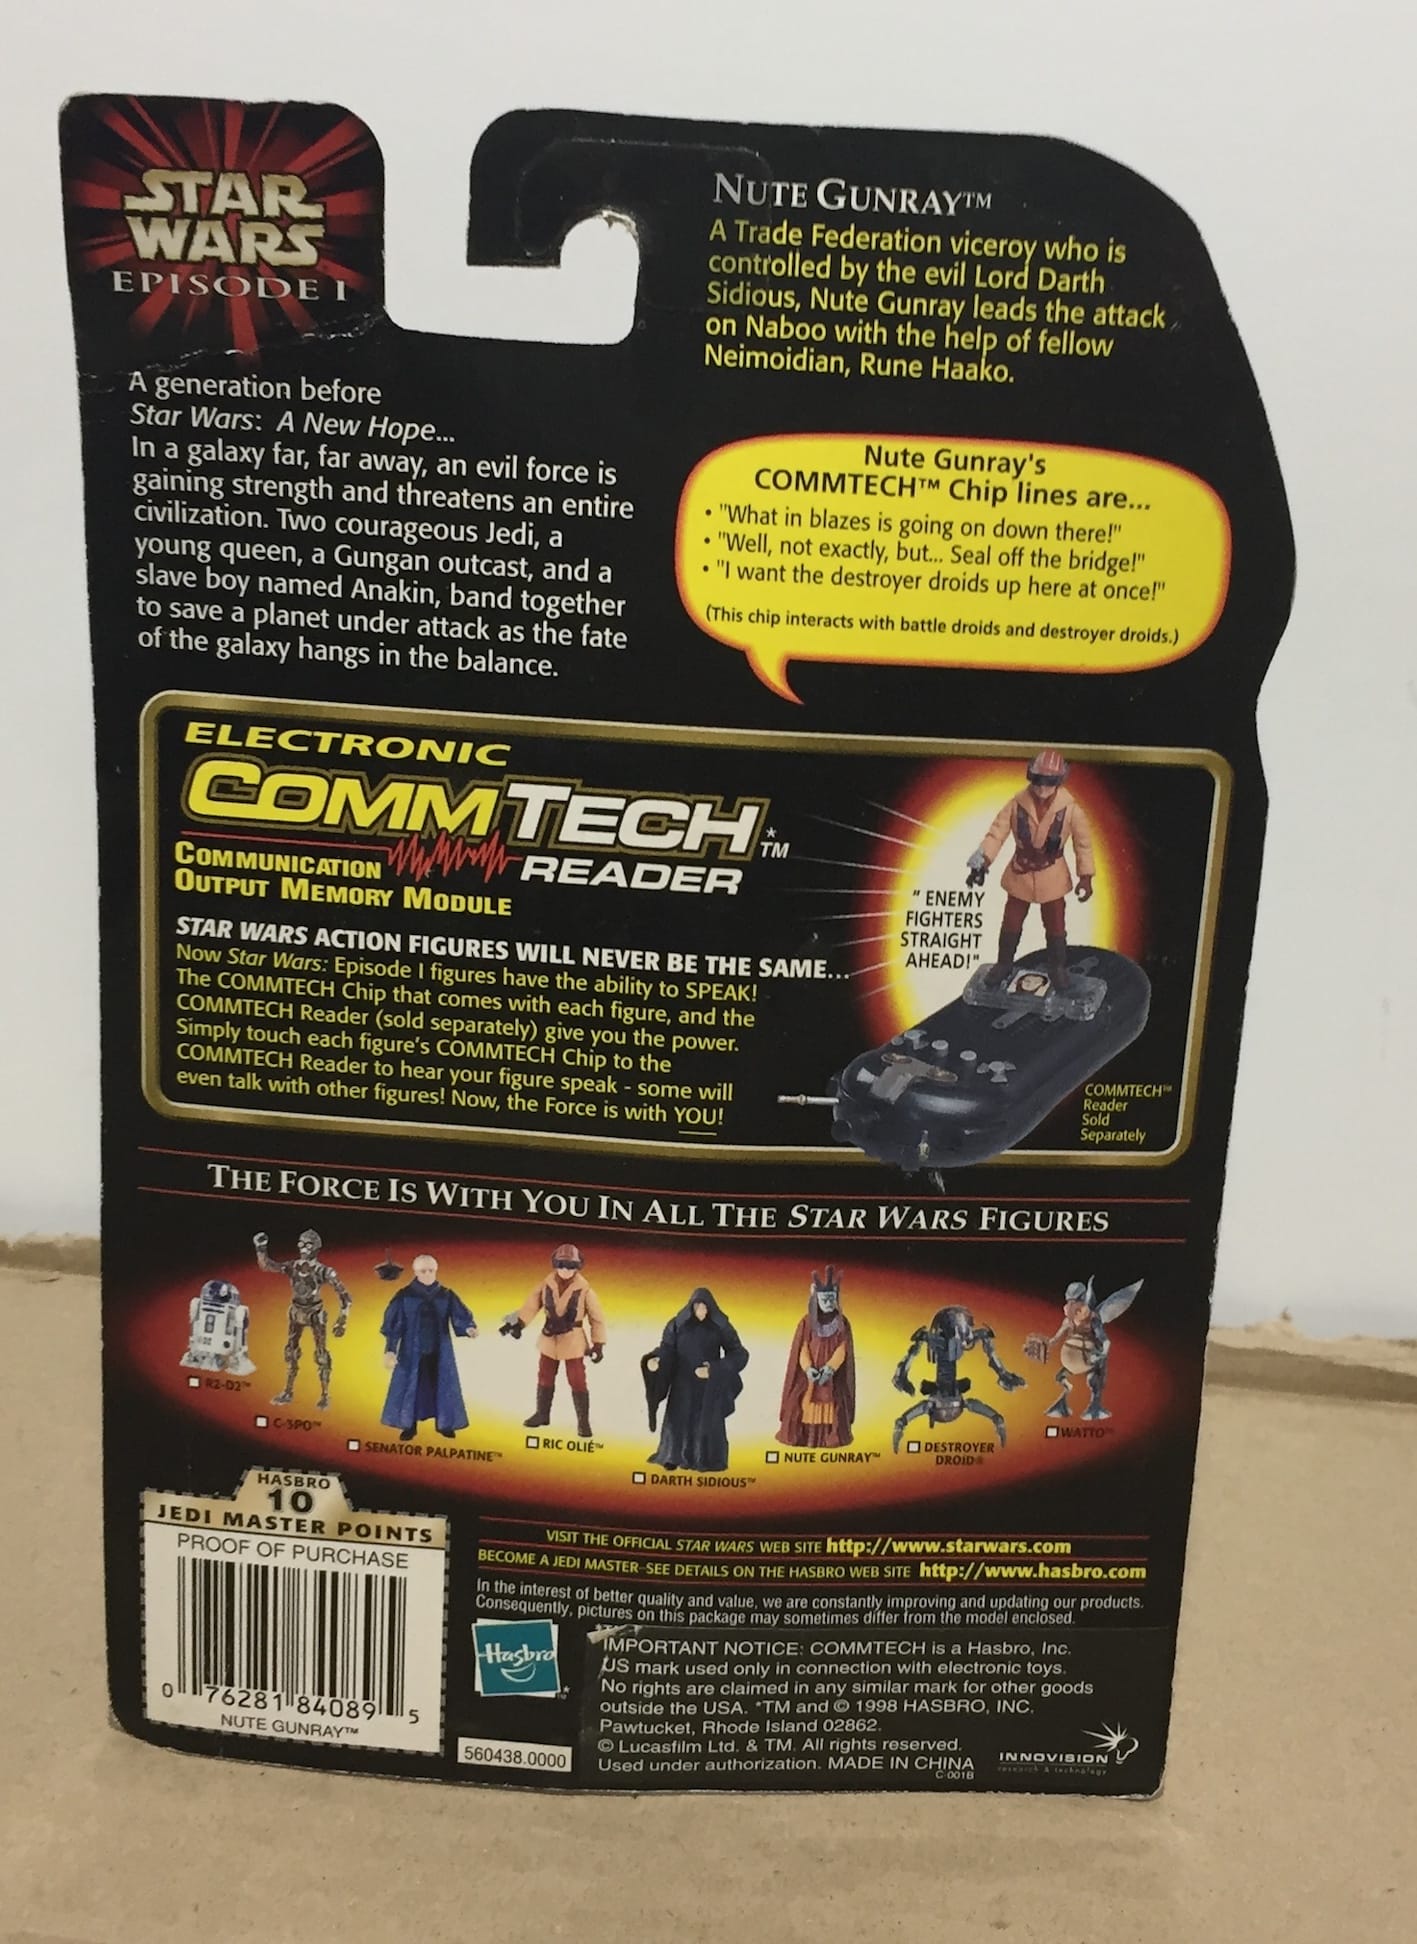 STAR
WARS
EPISODE I
NUTE GUNRAY™
A Trade Federation viceroy who is
controlled by the evil Lord Darth
Sidious, Nute Gunray leads the attack
on Naboo with the help of fellow
Neimoidian, Rune Haako.
A generation before
Star Wars: A New Hope...
In a galaxy far, far away, an evil force is
gaining strength and threatens an entire
civilization. Two courageous Jedi, a
young queen, a Gungan outcast, and a
slave boy named Anakin, band together
to save a planet under attack as the fate
of the galaxy hangs in the balance.
Nute Gunray's
COMMTECH™ Chip lines are...
• "What in blazes is going on down there!"
• "Well, not exactly, but... Seal off the bridge!"
• "I want the destroyer droids up here at once!"
(This chip interacts with battle droids and destroyer droids.)
ELECTRONIC
COMMTECH*™
READER
COMMUNICATION
OUTPUT MEMORY MODULE
STAR WARS ACTION FIGURES WILL NEVER BE THE SAME...
Now Star Wars: Episode I figures have the ability to SPEAK!
The COMMTECH Chip that comes with each figure, and the
COMMTECH Reader (sold separately) give you the power.
Simply touch each figure's COMMTECH Chip to the
COMMTECH Reader to hear your figure speak - some will
even talk with other figures! Now, the Force is with YOU!
" ENEMY
FIGHTERS
STRAIGHT
AHEAD!"
COMMTECH™
Reader
Sold
Separately
THE FORCE IS WITH YOU IN ALL THE STAR WARS FIGURES
R2-D2™
C-3PO™
SENATOR PALPATINE™
RIC OLIÉ™
DARTH SIDIOUS™
NUTE GUNRAY™
DESTROYER
DROID®
WATTO™
HASBRO
10
JEDI MASTER POINTS
PROOF OF PURCHASE
0 76281 84089 5
NUTE GUNRAY™
VISIT THE OFFICIAL STAR WARS WEB SITE http://www.starwars.com
BECOME A JEDI MASTER-SEE DETAILS ON THE HASBRO WEB SITE http://www.hasbro.com
In the interest of better quality and value, we are constantly improving and updating our products.
Consequently, pictures on this package may sometimes differ from the model enclosed.
Hasbro
*™
IMPORTANT NOTICE: COMMTECH is a Hasbro, Inc.
US mark used only in connection with electronic toys.
No rights are claimed in any similar mark for other goods
outside the USA. *TM and © 1998 HASBRO, INC.
Pawtucket, Rhode Island 02862.
© Lucasfilm Ltd. & TM. All rights reserved.
Used under authorization. MADE IN CHINA
C-001B
560438.0000
INNOVISION
research & technology